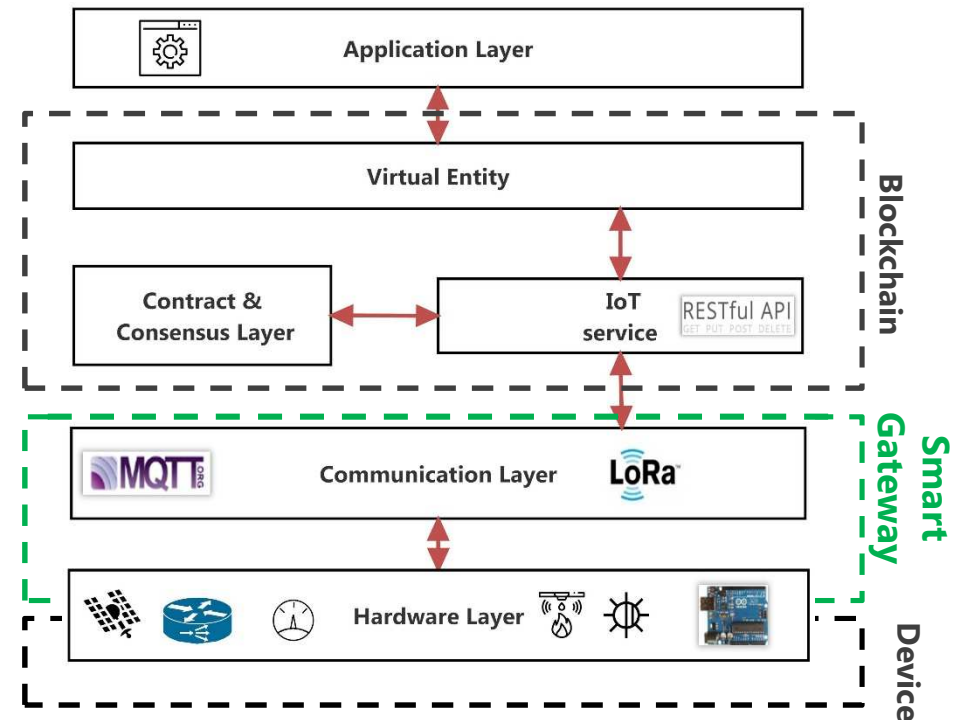 Application Layer
Virtual Entity
Contract &
Consensus Layer
IoT
service
RESTful API
GET PUT POST DELETE
Blockchain
MQTT
.ORG
Communication Layer
LoRa™
Smart
Gateway
Hardware Layer
Device